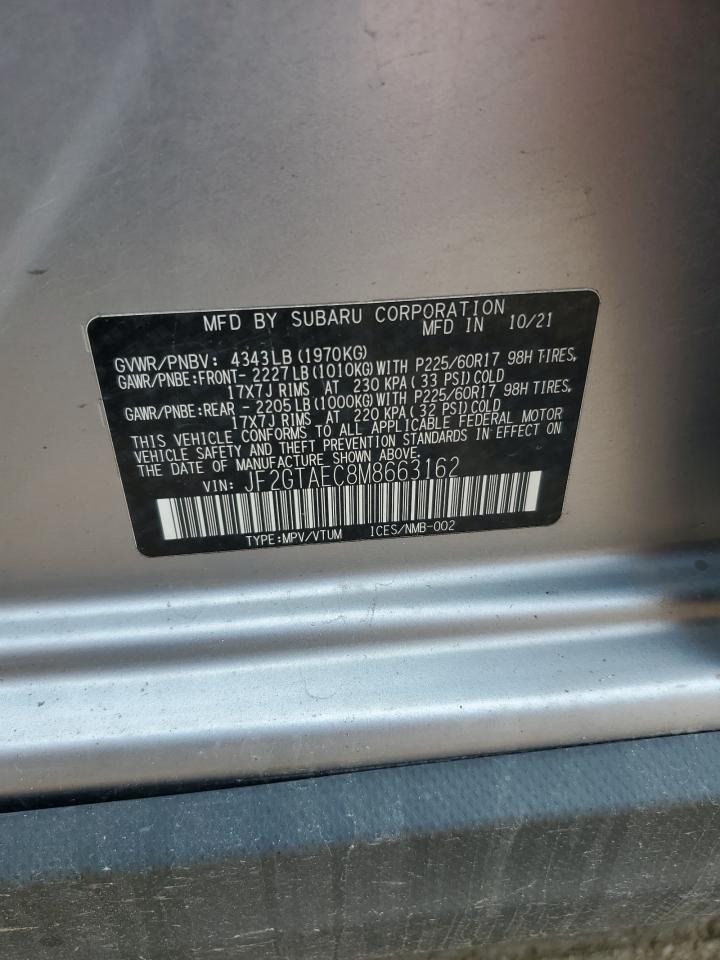 MFD BY SUBARU CORPORATION
MFD IN 10/21
GVWR/PNBV: 4343LB (1970KG)
GAWR/PNBE:FRONT- 2227LB (1010KG) WITH P225/60R17 98H TIRES,
17X7J RIMS AT 230 KPA (33 PSI) COLD
GAWR/PNBE:REAR - 2205LB (1000KG) WITH P225/60R17 98H TIRES,
17X7J RIMS AT 220 KPA (32 PSI) COLD
THIS VEHICLE CONFORMS TO ALL APPLICABLE FEDERAL MOTOR
VEHICLE SAFETY AND THEFT PREVENTION STANDARDS IN EFFECT ON
THE DATE OF MANUFACTURE SHOWN ABOVE.
VIN: JF2GTAEC8M8663162
TYPE:MPV/VTUM ICES/NMB-002